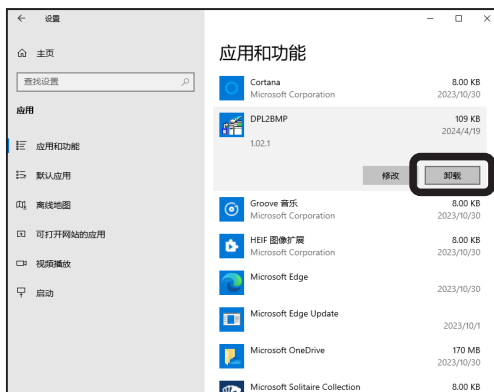 设置
主页
查找设置
应用
应用和功能
默认应用
离线地图
可打开网站的应用
视频播放
启动
应用和功能
Cortana 8.00 KB
Microsoft Corporation 2023/10/30
DPL2BMP 109 KB
2024/4/19
1.02.1
修改 卸载
Groove 音乐 8.00 KB
Microsoft Corporation 2023/10/30
HEIF 图像扩展 8.00 KB
Microsoft Corporation 2023/10/30
Microsoft Edge
2023/10/30
Microsoft Edge Update
2023/10/1
Microsoft OneDrive 170 MB
2023/10/30
Microsoft Solitaire Collection 8.00 KB